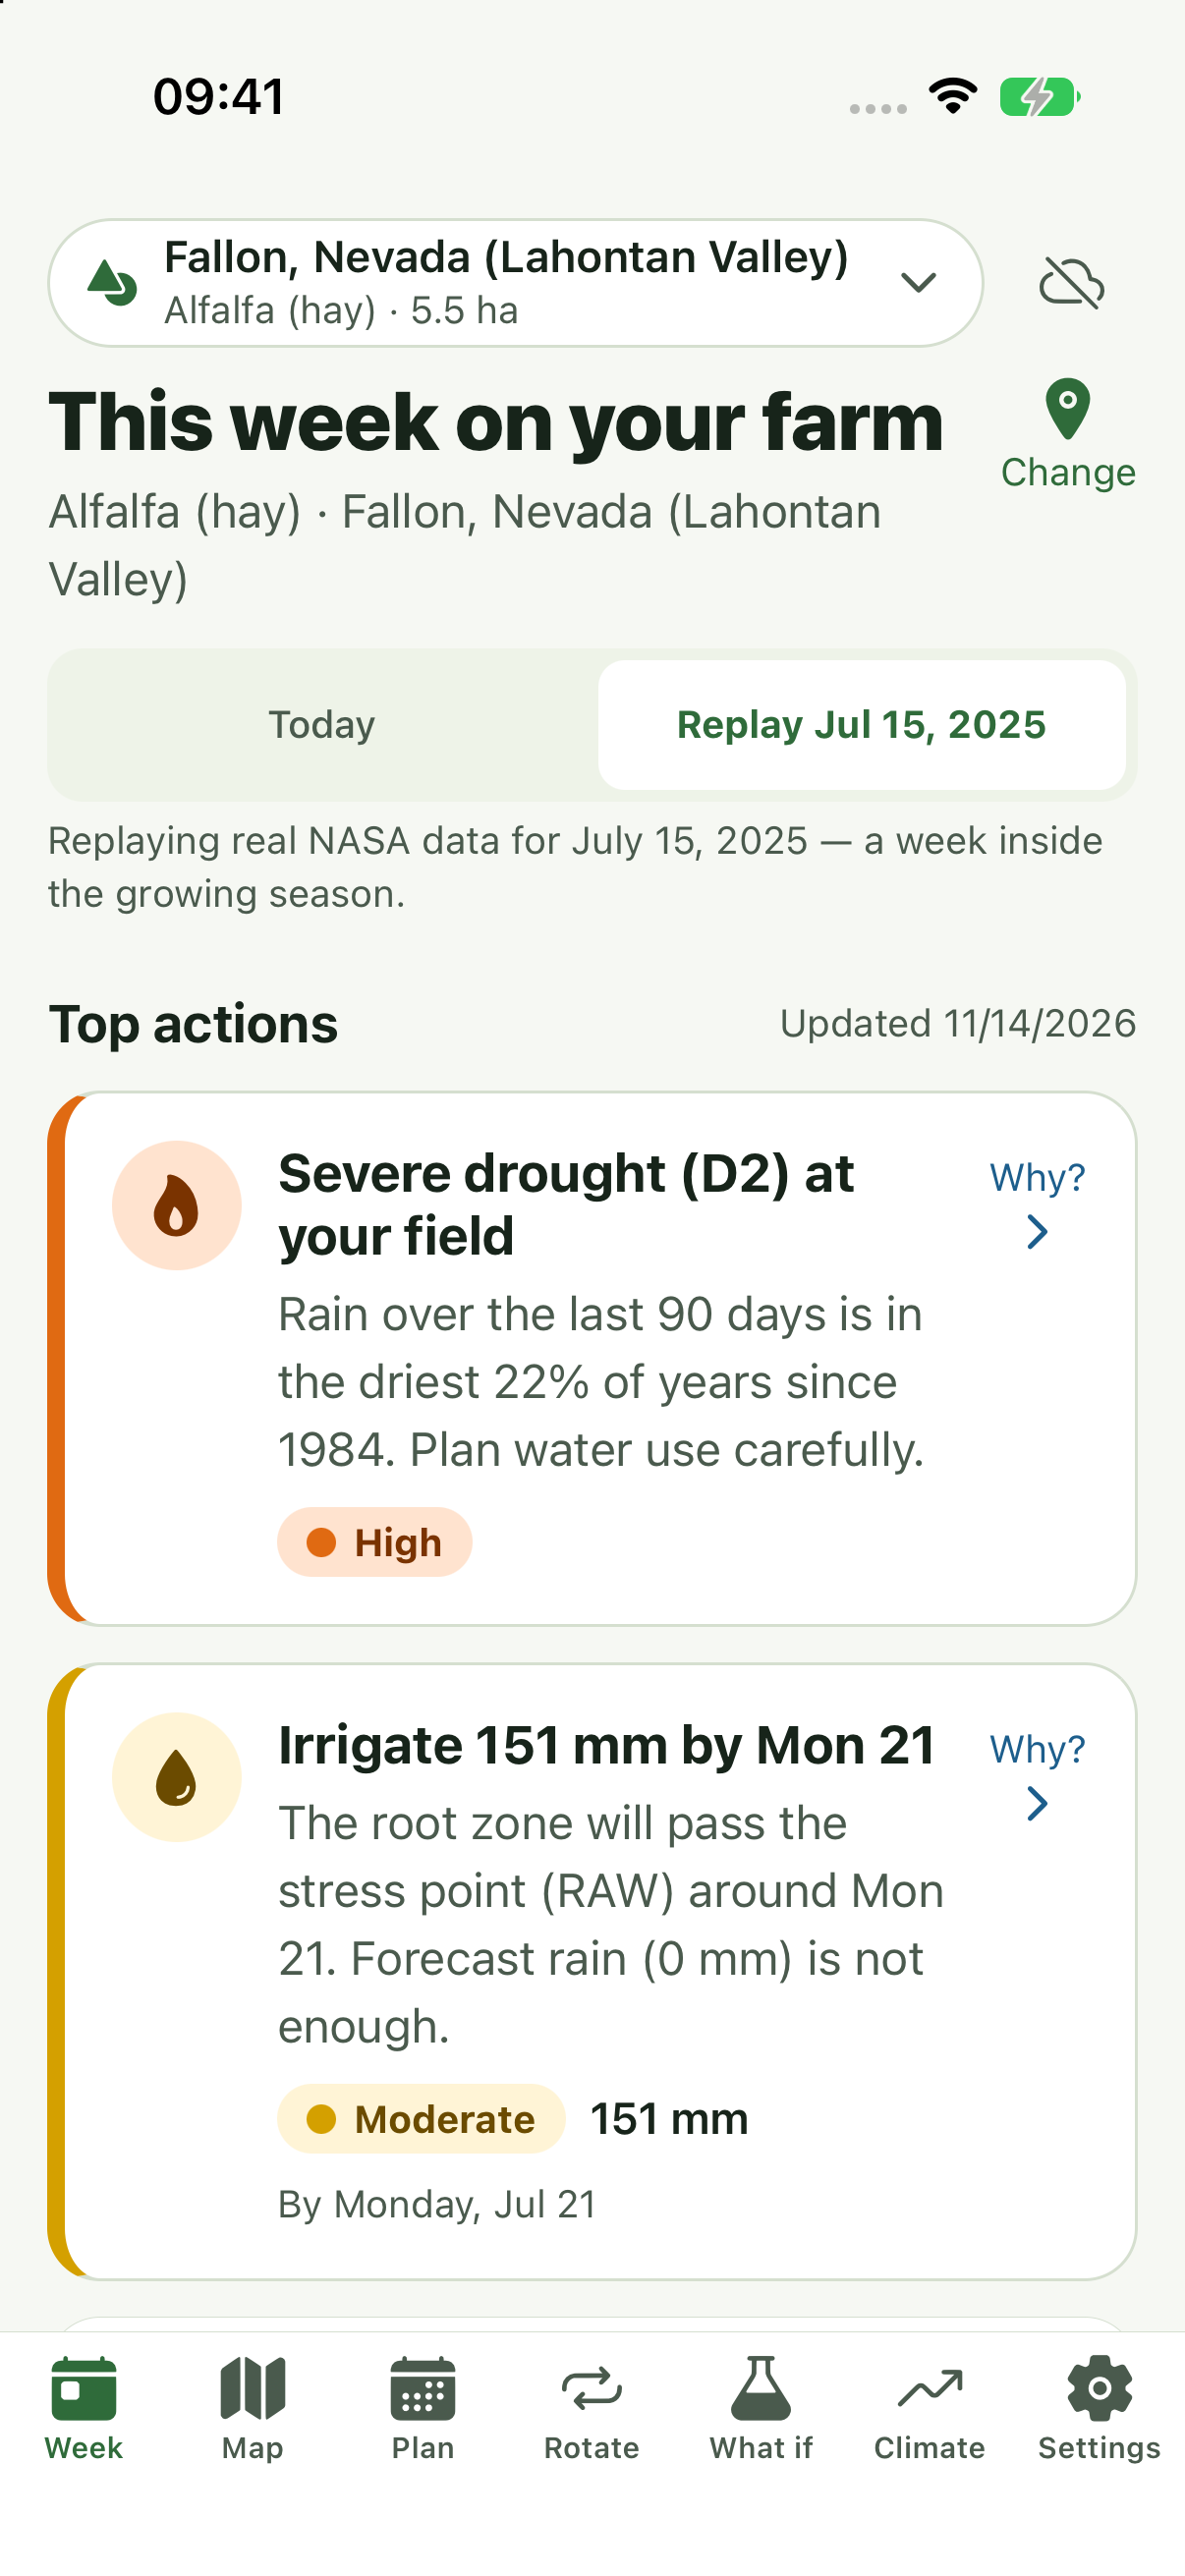 09:41
Fallon, Nevada (Lahontan Valley)
Alfalfa (hay) · 5.5 ha
This week on your farm
Change
Alfalfa (hay) · Fallon, Nevada (Lahontan
Valley)
Today
Replay Jul 15, 2025
Replaying real NASA data for July 15, 2025 — a week inside
the growing season.
Top actions
Updated 11/14/2026
Severe drought (D2) at
your field
Why?
Rain over the last 90 days is in
the driest 22% of years since
1984. Plan water use carefully.
High
Irrigate 151 mm by Mon 21
Why?
The root zone will pass the
stress point (RAW) around Mon
21. Forecast rain (0 mm) is not
enough.
Moderate
151 mm
By Monday, Jul 21
Week
Map
Plan
Rotate
What if
Climate
Settings